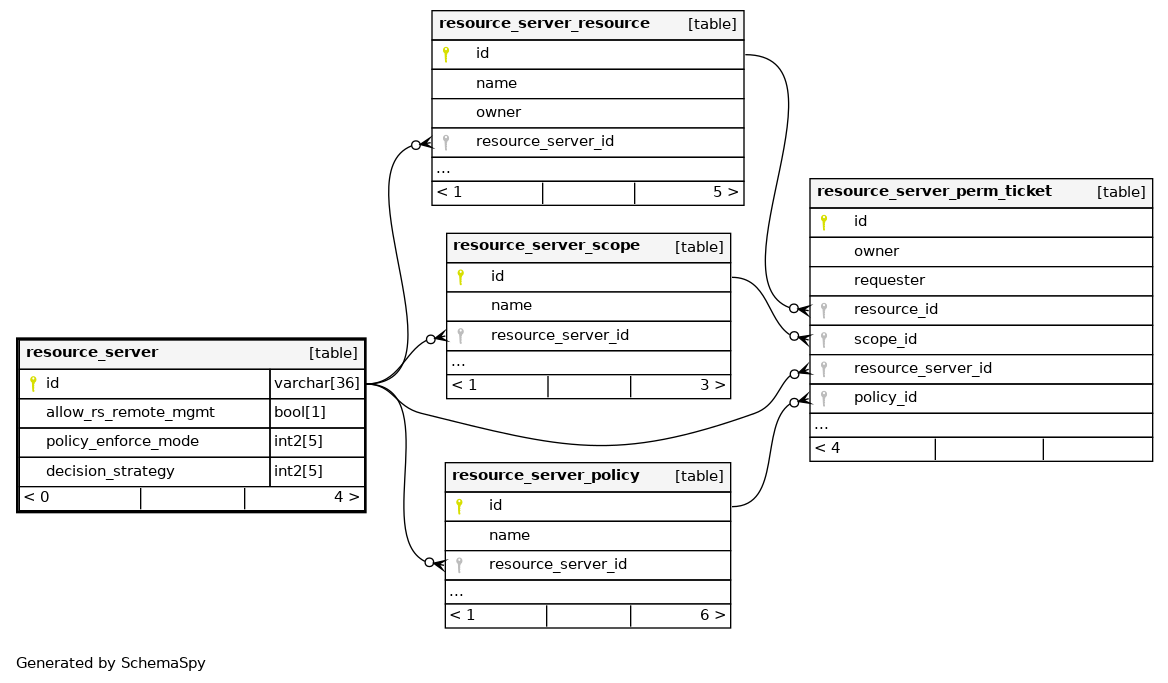 resource_server_resource [table]
id
name
owner
resource_server_id
...
< 1 5 >
resource_server_scope [table]
id
name
resource_server_id
...
< 1 3 >
resource_server [table]
id varchar[36]
allow_rs_remote_mgmt bool[1]
policy_enforce_mode int2[5]
decision_strategy int2[5]
< 0 4 >
resource_server_policy [table]
id
name
resource_server_id
...
< 1 6 >
resource_server_perm_ticket [table]
id
owner
requester
resource_id
scope_id
resource_server_id
policy_id
...
< 4
Generated by SchemaSpy